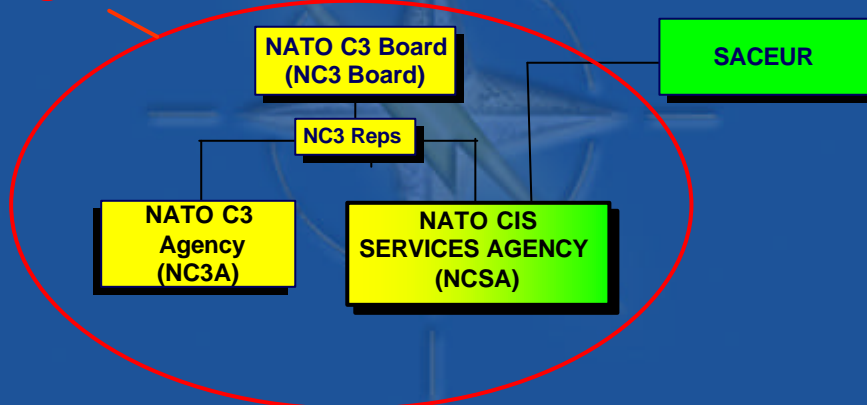 NATO C3 Board
(NC3 Board)
SACEUR
NC3 Reps
NATO C3
Agency
(NC3A)
NATO CIS
SERVICES AGENCY
(NCSA)